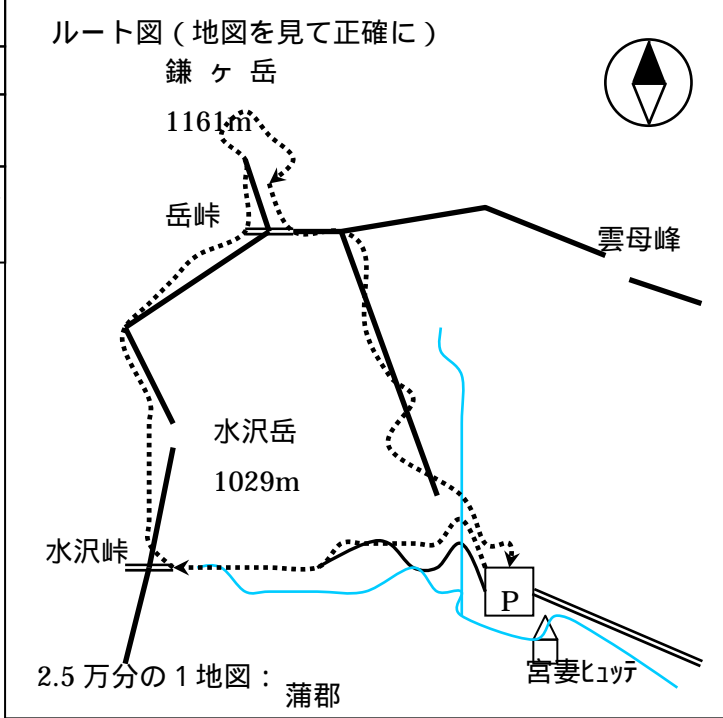 ルート図（地図を見て正確に）
鎌 ヶ 岳
1161m
岳峠
雲母峰
水沢岳
1029m
水沢峠
P
宮妻ﾋｭｯﾃ
2.5 万分の 1 地図： 蒲郡